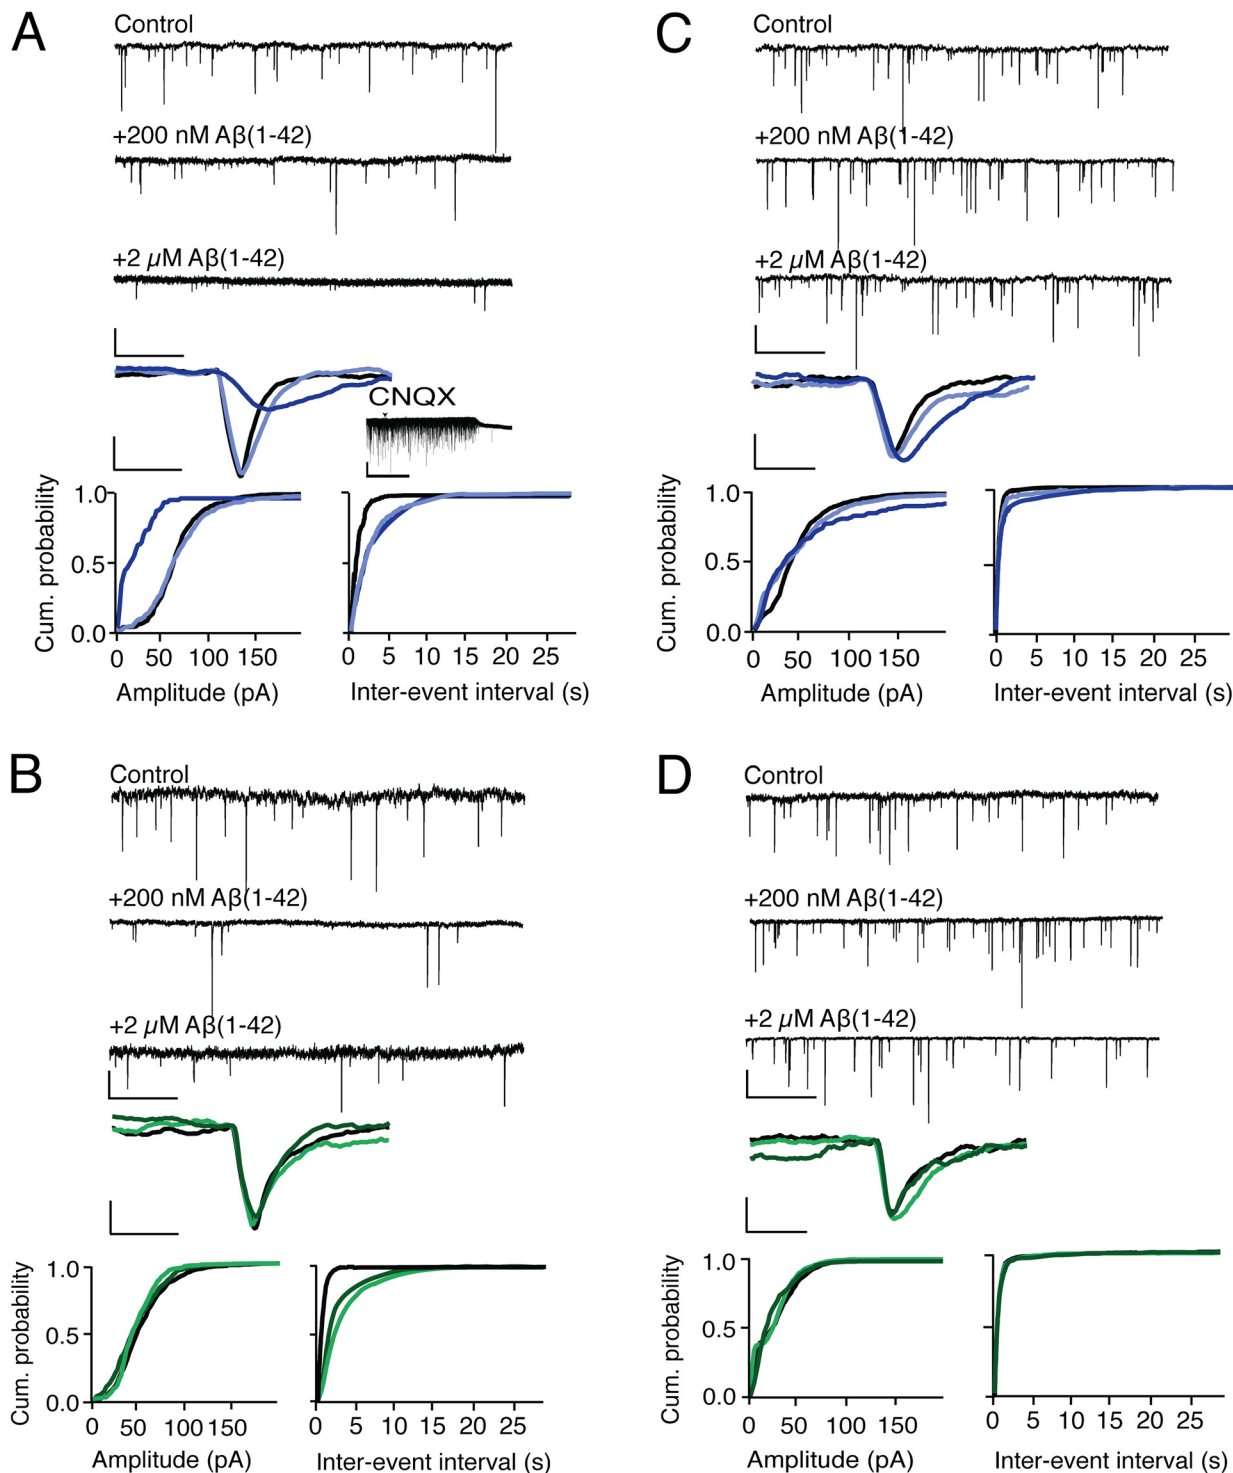 A
Control
+200 nM Aβ(1-42)
+2 µM Aβ(1-42)
CNQX
Cum. probability
1.0
0.5
0.0
0 50 100 150
Amplitude (pA)
0 5 10 15 20 25
Inter-event interval (s)
C
Control
+200 nM Aβ(1-42)
+2 µM Aβ(1-42)
Cum. probability
1.0
0.5
0.0
0 50 100 150
Amplitude (pA)
0 5 10 15 20 25
Inter-event interval (s)
B
Control
+200 nM Aβ(1-42)
+2 µM Aβ(1-42)
Cum. probability
1.0
0.5
0.0
0 50 100 150
Amplitude (pA)
0 5 10 15 20 25
Inter-event interval (s)
D
Control
+200 nM Aβ(1-42)
+2 µM Aβ(1-42)
Cum. probability
1.0
0.5
0.0
0 50 100 150
Amplitude (pA)
0 5 10 15 20 25
Inter-event interval (s)